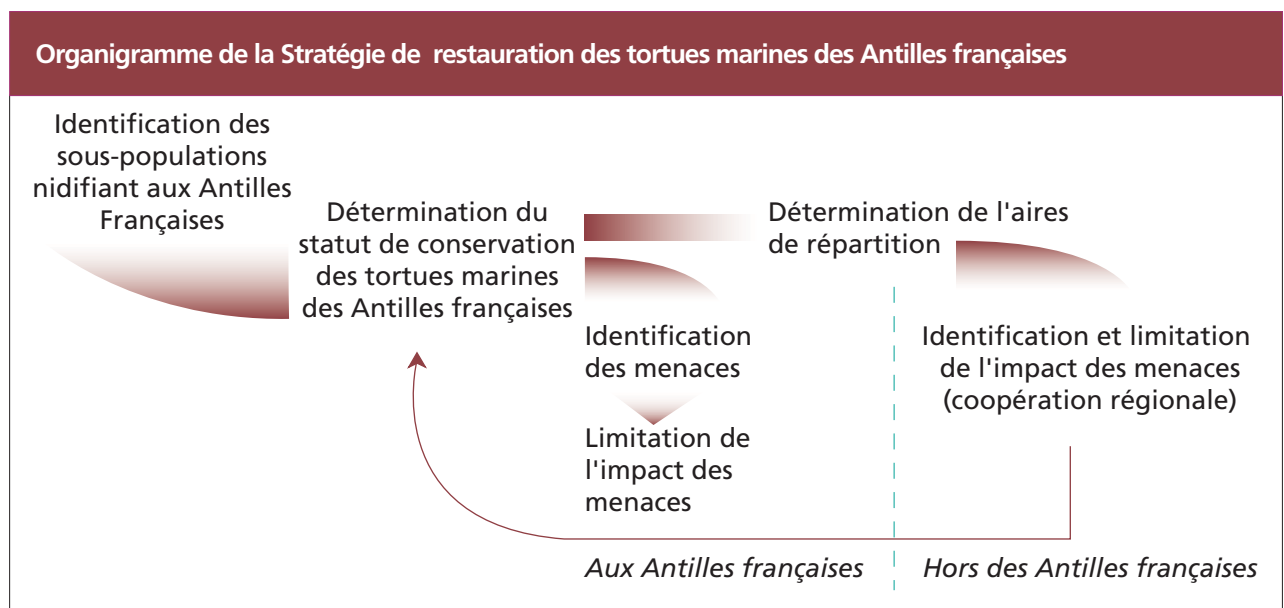 Organigramme de la Stratégie de restauration des tortues marines des Antilles françaises
Identification des
sous-populations
nidifiant aux Antilles
Françaises
Détermination du
statut de conservation
des tortues marines
des Antilles françaises
Détermination de l'aires
de répartition
Identification
des menaces
Limitation de
l'impact des
menaces
Identification et limitation
de l'impact des menaces
(coopération régionale)
Aux Antilles françaises
Hors des Antilles françaises